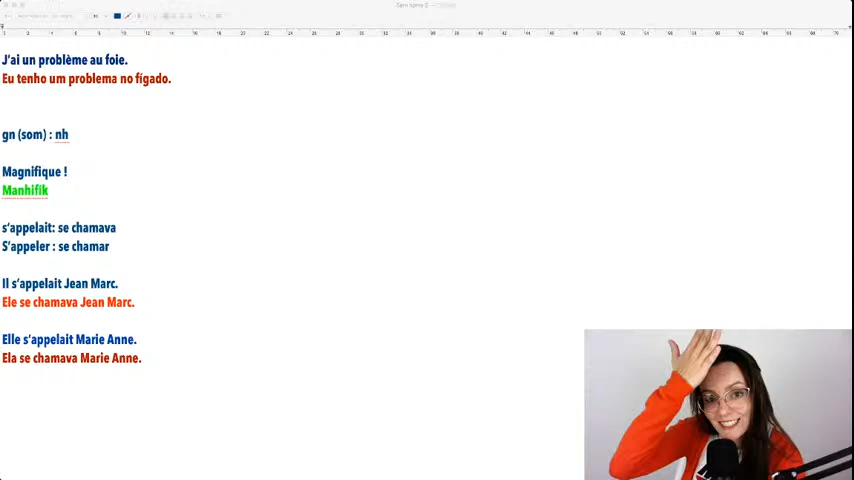 J'ai un problème au foie.
Eu tenho um problema no fígado.
gn (som) : nh
Magnifique !
Manhifík
s'appelait: se chamava
S'appeler : se chamar
Il s'appelait Jean Marc.
Ele se chamava Jean Marc.
Elle s'appelait Marie Anne.
Ela se chamava Marie Anne.